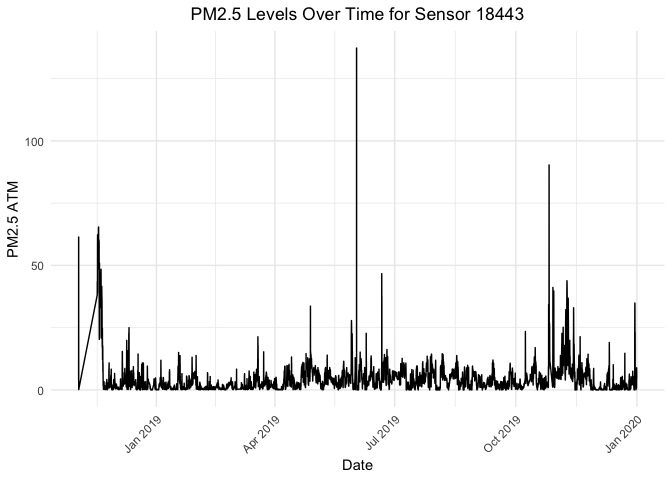 PM2.5 Levels Over Time for Sensor 18443
100
50
0
PM2.5 ATM
Jan 2019
Apr 2019
Jul 2019
Oct 2019
Jan 2020
Date